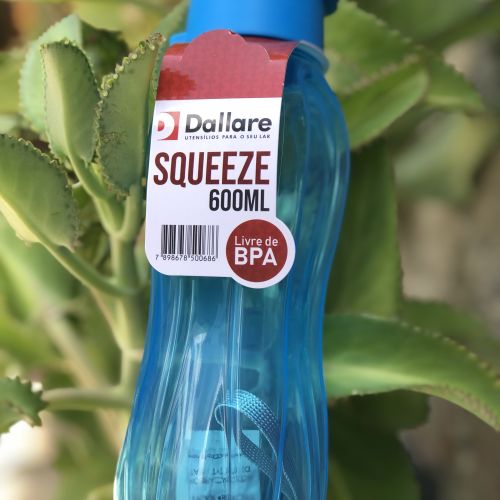 Dallare
UTENSÍLIOS PARA O SEU LAR
SQUEEZE
600ML
Livre de
BPA
7 898678 500686